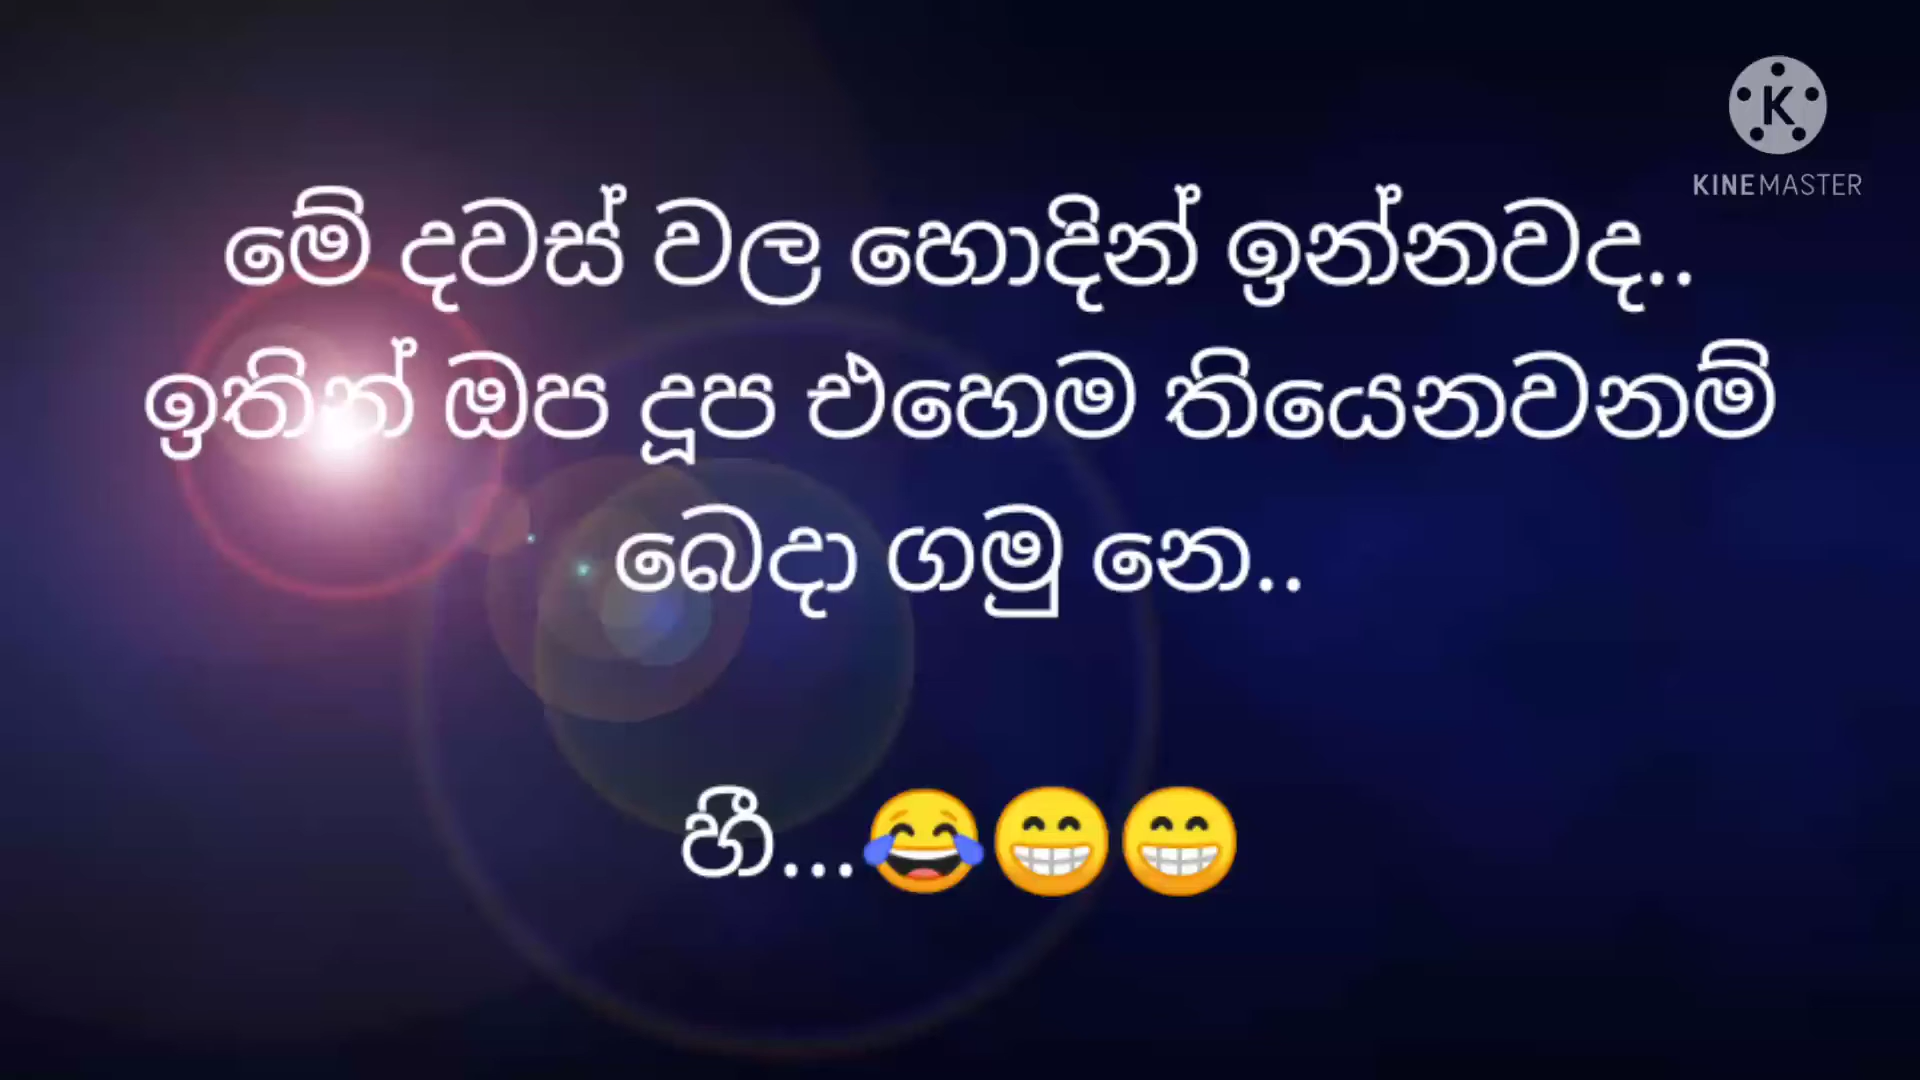 KINEMASTER
මේ දවස් වල හොදින් ඉන්නවද..
ඉතින් ඔප දූප එහෙම තියෙනවනම්
බෙදා ගමු නෙ..
හී...😂😁😁